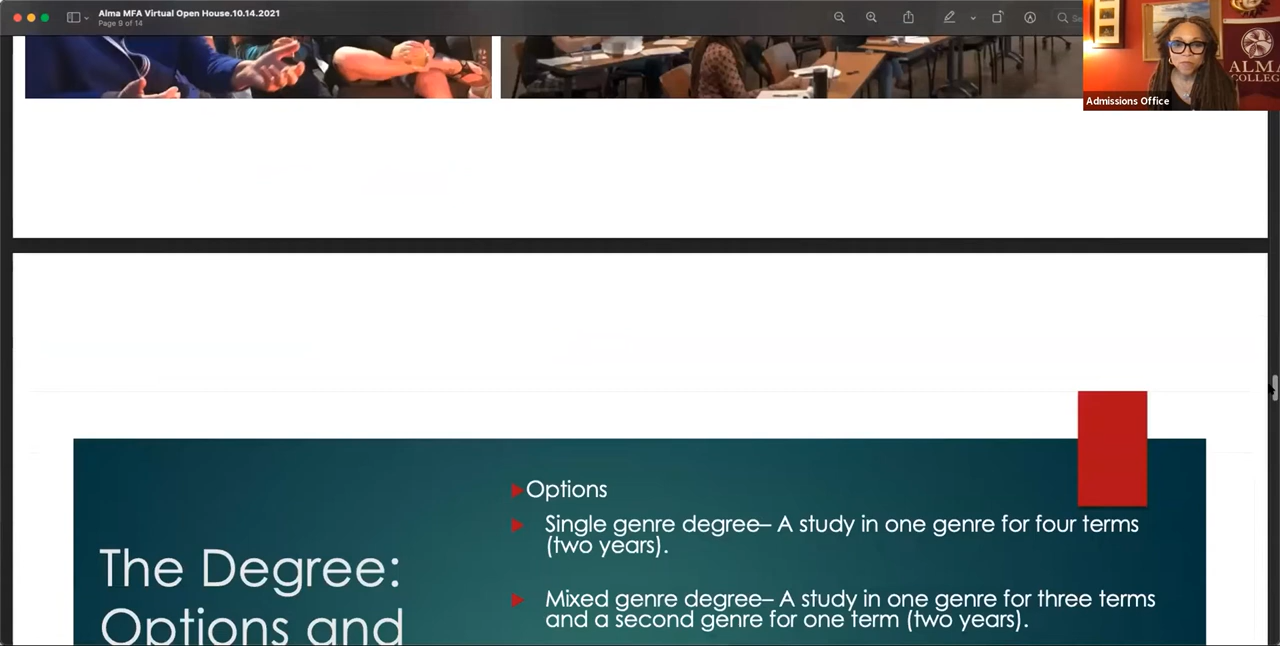 Alma MFA Virtual Open House.10.14.2021
Page 9 of 14
ALMA
COLLEGE
Admissions Office
Options
Single genre degree– A study in one genre for four terms
(two years).
The Degree:
Options and
Mixed genre degree– A study in one genre for three terms
and a second genre for one term (two years).